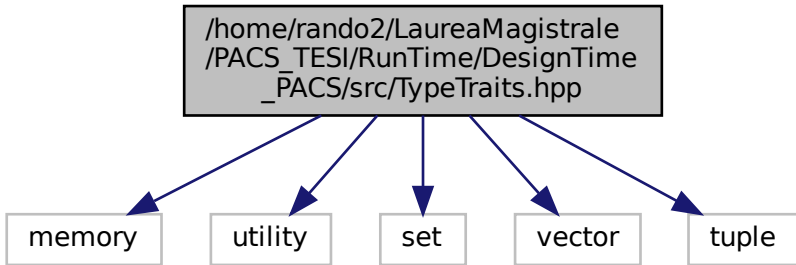 /home/rando2/LaureaMagistrale
/PACS_TESI/RunTime/DesignTime
_PACS/src/TypeTraits.hpp
memory
utility
set
vector
tuple